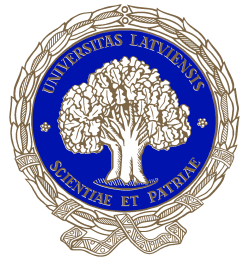 UNIVERSITAS LATVIENSIS
SCIENTIAE ET PATRIAE